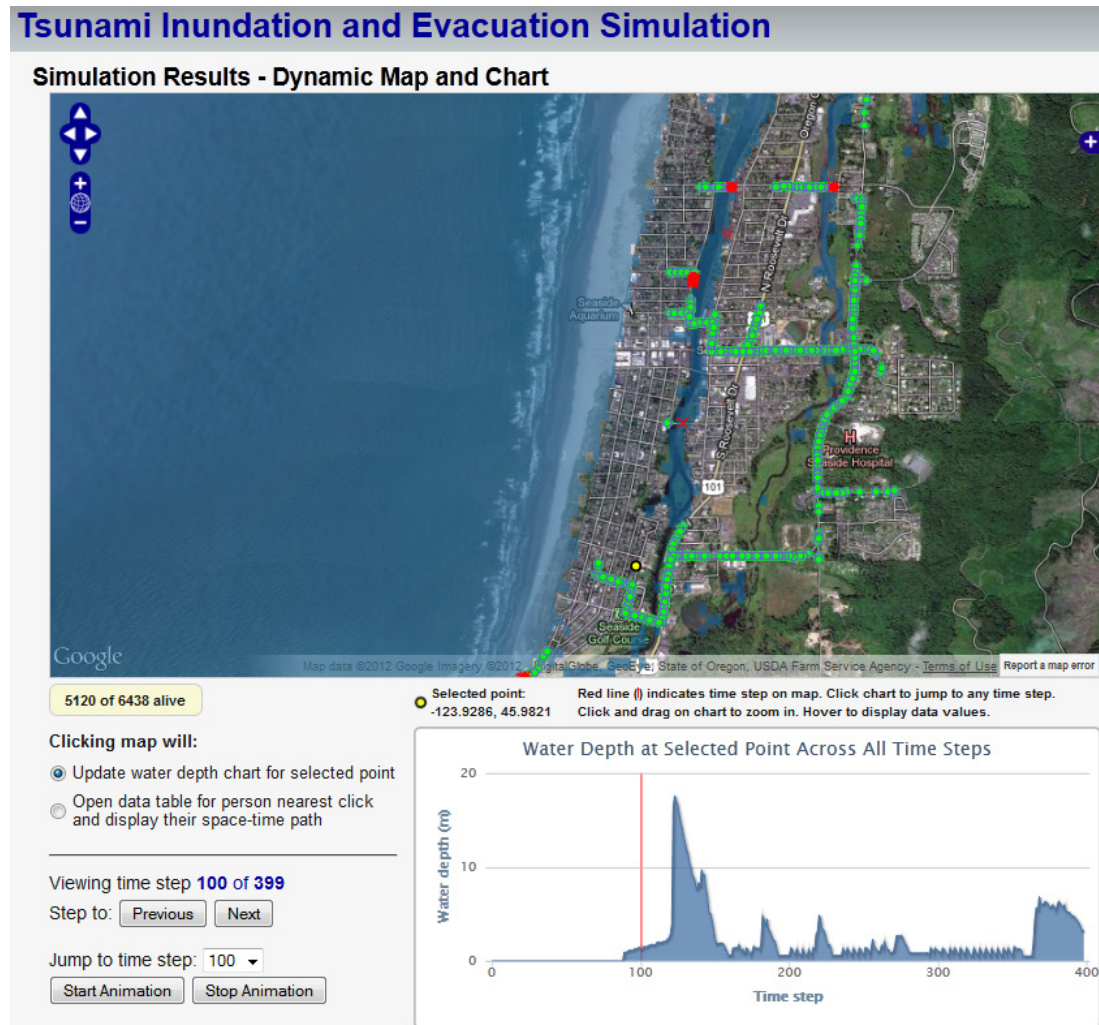 Tsunami Inundation and Evacuation Simulation
Simulation Results - Dynamic Map and Chart
Oregon
N Roosevelt Dr
Seaside
Aquarium
S Roosevelt Dr
101
H
Providence
Seaside Hospital
Seaside
Golf Course
Google
Map data ©2012 Google Imagery ©2012 , DigitalGlobe, GeoEye, State of Oregon, USDA Farm Service Agency - Terms of Use
Report a map error
5120 of 6438 alive
Selected point:
-123.9286, 45.9821
Red line (|) indicates time step on map. Click chart to jump to any time step.
Click and drag on chart to zoom in. Hover to display data values.
Clicking map will:
Update water depth chart for selected point
Open data table for person nearest click
and display their space-time path
Viewing time step 100 of 399
Step to: Previous Next
Jump to time step: 100
Start Animation Stop Animation
Water Depth at Selected Point Across All Time Steps
Water depth (m)
20
10
0
0 100 200 300 400
Time step